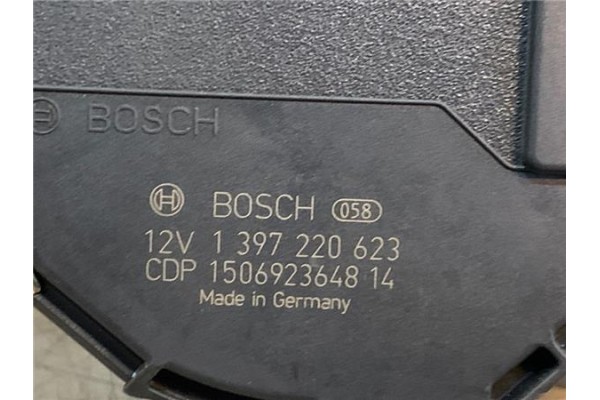 BOSCH
BOSCH 058
12V 1 397 220 623
CDP 1506923648 14
Made in Germany